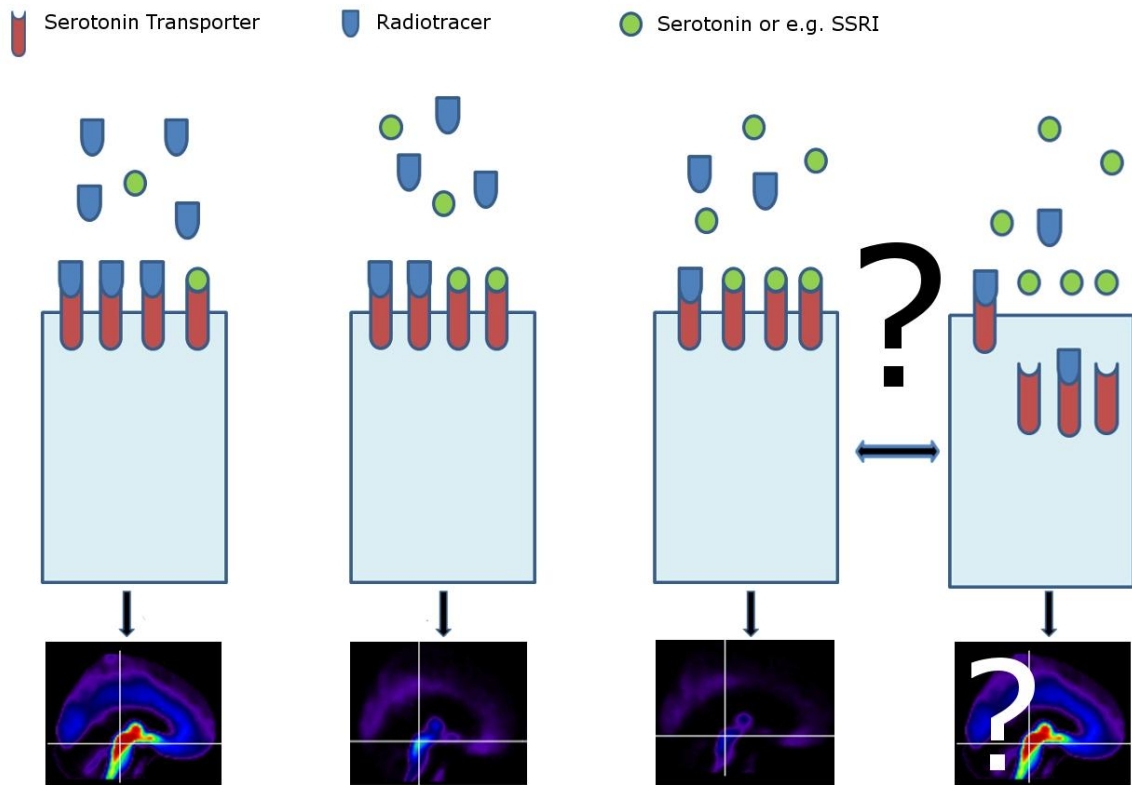 Serotonin Transporter
Radiotracer
Serotonin or e.g. SSRI
?
?